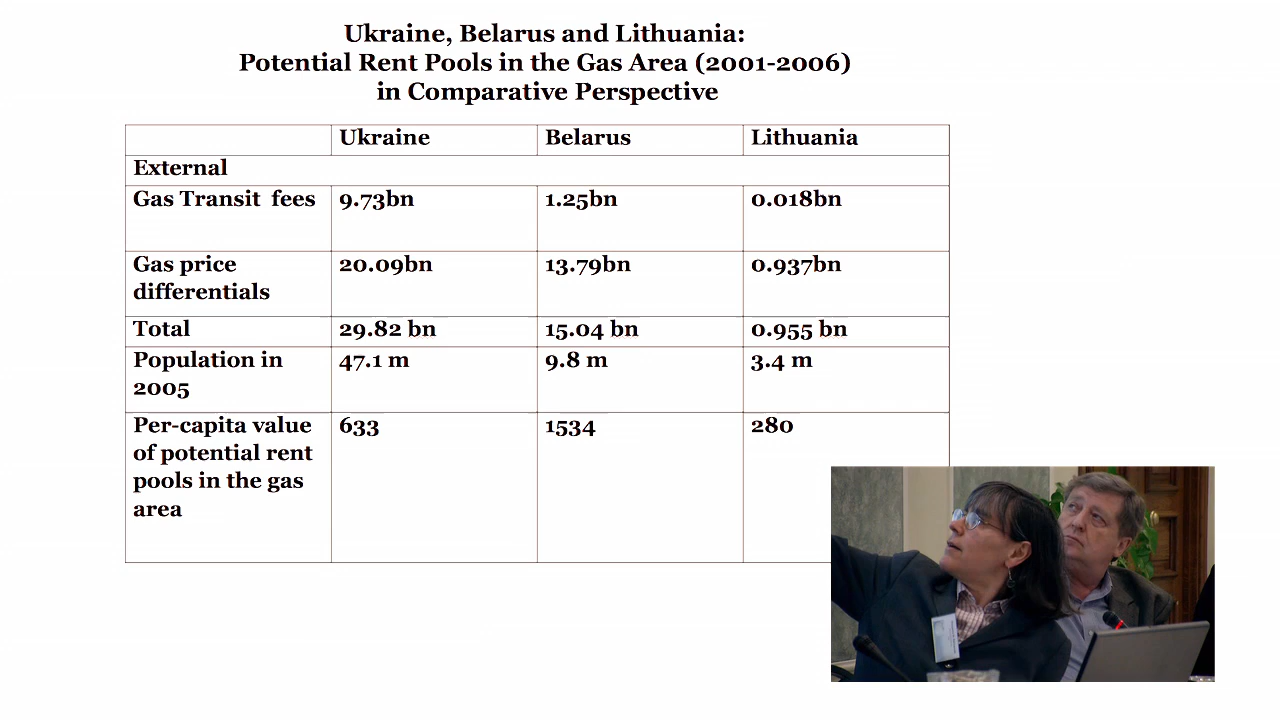 Ukraine, Belarus and Lithuania:
Potential Rent Pools in the Gas Area (2001-2006)
in Comparative Perspective
Ukraine Belarus Lithuania
External
Gas Transit fees 9.73bn 1.25bn 0.018bn
Gas price differentials 20.09bn 13.79bn 0.937bn
Total 29.82 bn 15.04 bn 0.955 bn
Population in 2005 47.1 m 9.8 m 3.4 m
Per-capita value of potential rent pools in the gas area 633 1534 280